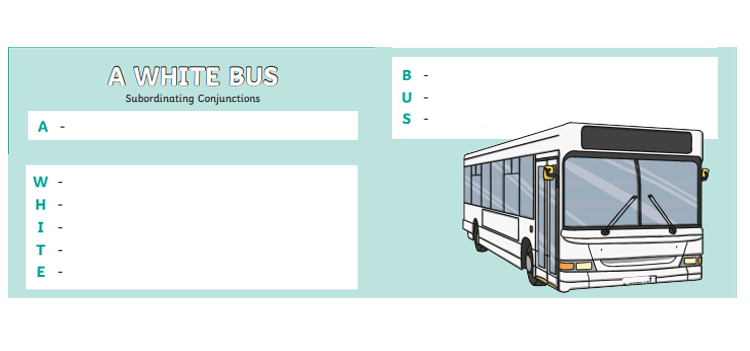 A WHITE BUS
Subordinating Conjunctions
A -
W -
H -
I -
T -
E -
B -
U -
S -